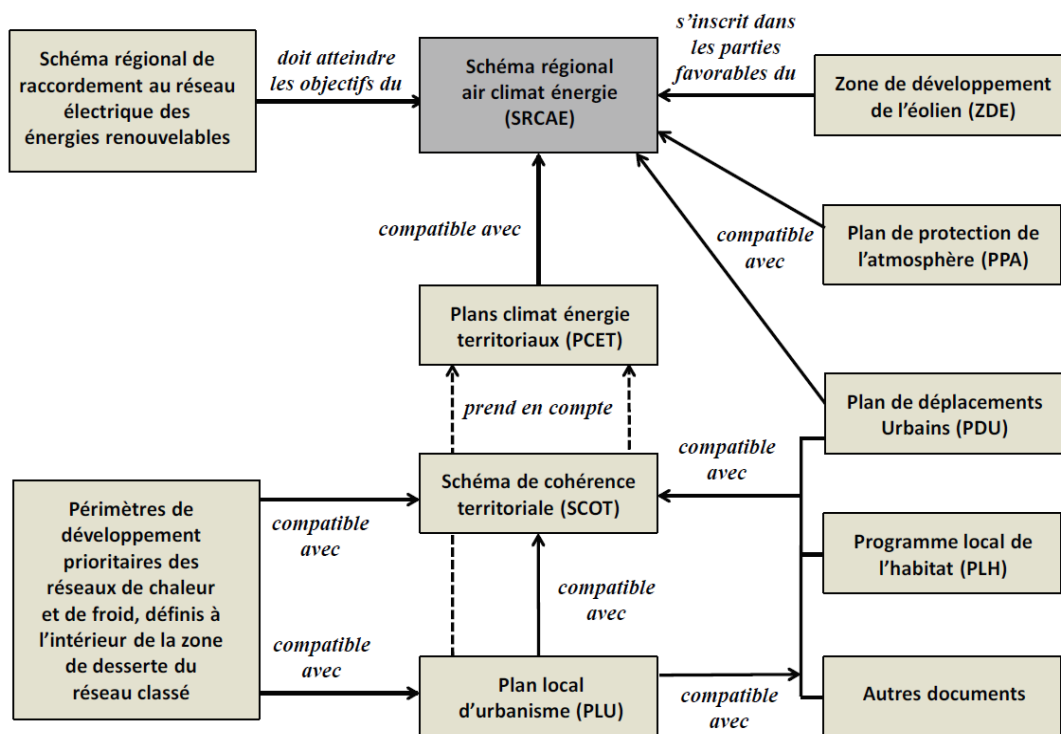 Schéma régional de
raccordement au réseau
électrique des
énergies renouvelables
doit atteindre
les objectifs du
Schéma régional
air climat énergie
(SRCAE)
s’inscrit dans
les parties
favorables du
Zone de développement
de l’éolien (ZDE)
compatible avec
compatible
avec
Plan de protection de
l’atmosphère (PPA)
Plans climat énergie
territoriaux (PCET)
prend en compte
Plan de déplacements
Urbains (PDU)
compatible
avec
Schéma de cohérence
territoriale (SCOT)
Périmètres de
développement
prioritaires des
réseaux de chaleur
et de froid, définis à
l’intérieur de la zone
de desserte du
réseau classé
compatible
avec
Programme local de
l’habitat (PLH)
compatible
avec
compatible
avec
Plan local
d’urbanisme (PLU)
compatible
avec
Autres documents